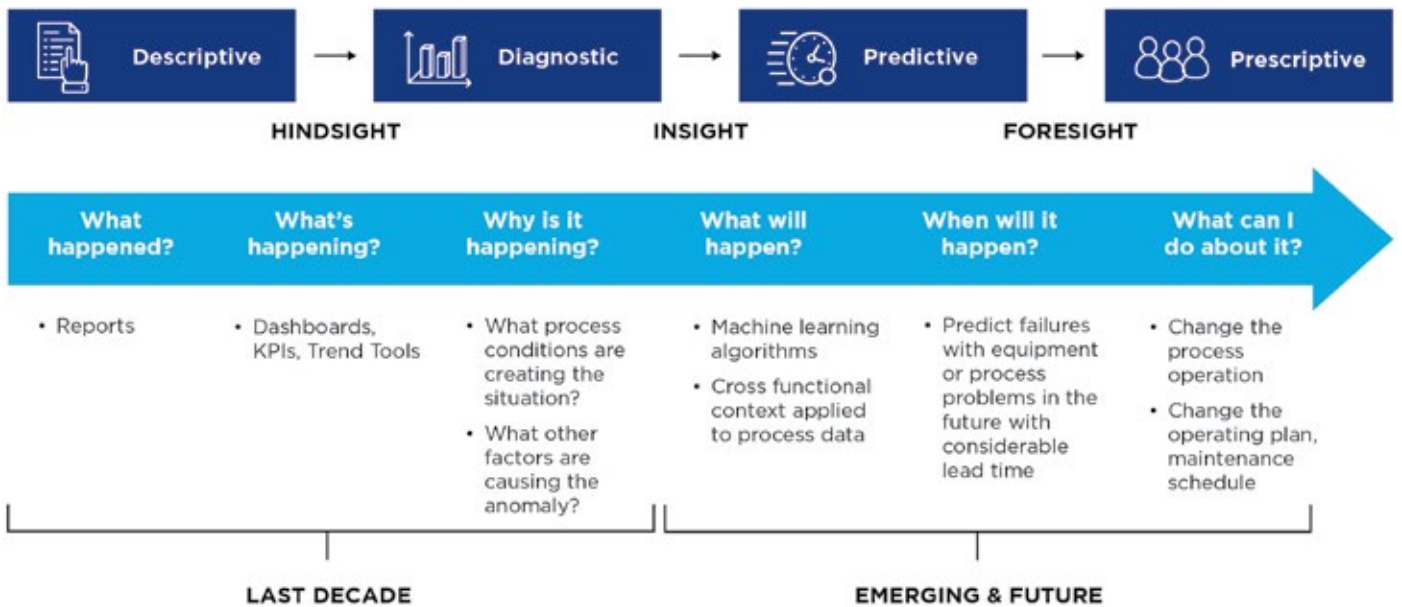 Descriptive
Diagnostic
Predictive
Prescriptive
HINDSIGHT
INSIGHT
FORESIGHT
What
happened?
What's
happening?
Why is it
happening?
What will
happen?
When will it
happen?
What can I
do about it?
• Reports
• Dashboards,
KPIs, Trend Tools
• What process
conditions are
creating the
situation?
• What other
factors are
causing the
anomaly?
• Machine learning
algorithms
• Cross functional
context applied
to process data
• Predict failures
with equipment
or process
problems in the
future with
considerable
lead time
• Change the
process
operation
• Change the
operating plan,
maintenance
schedule
LAST DECADE
EMERGING & FUTURE